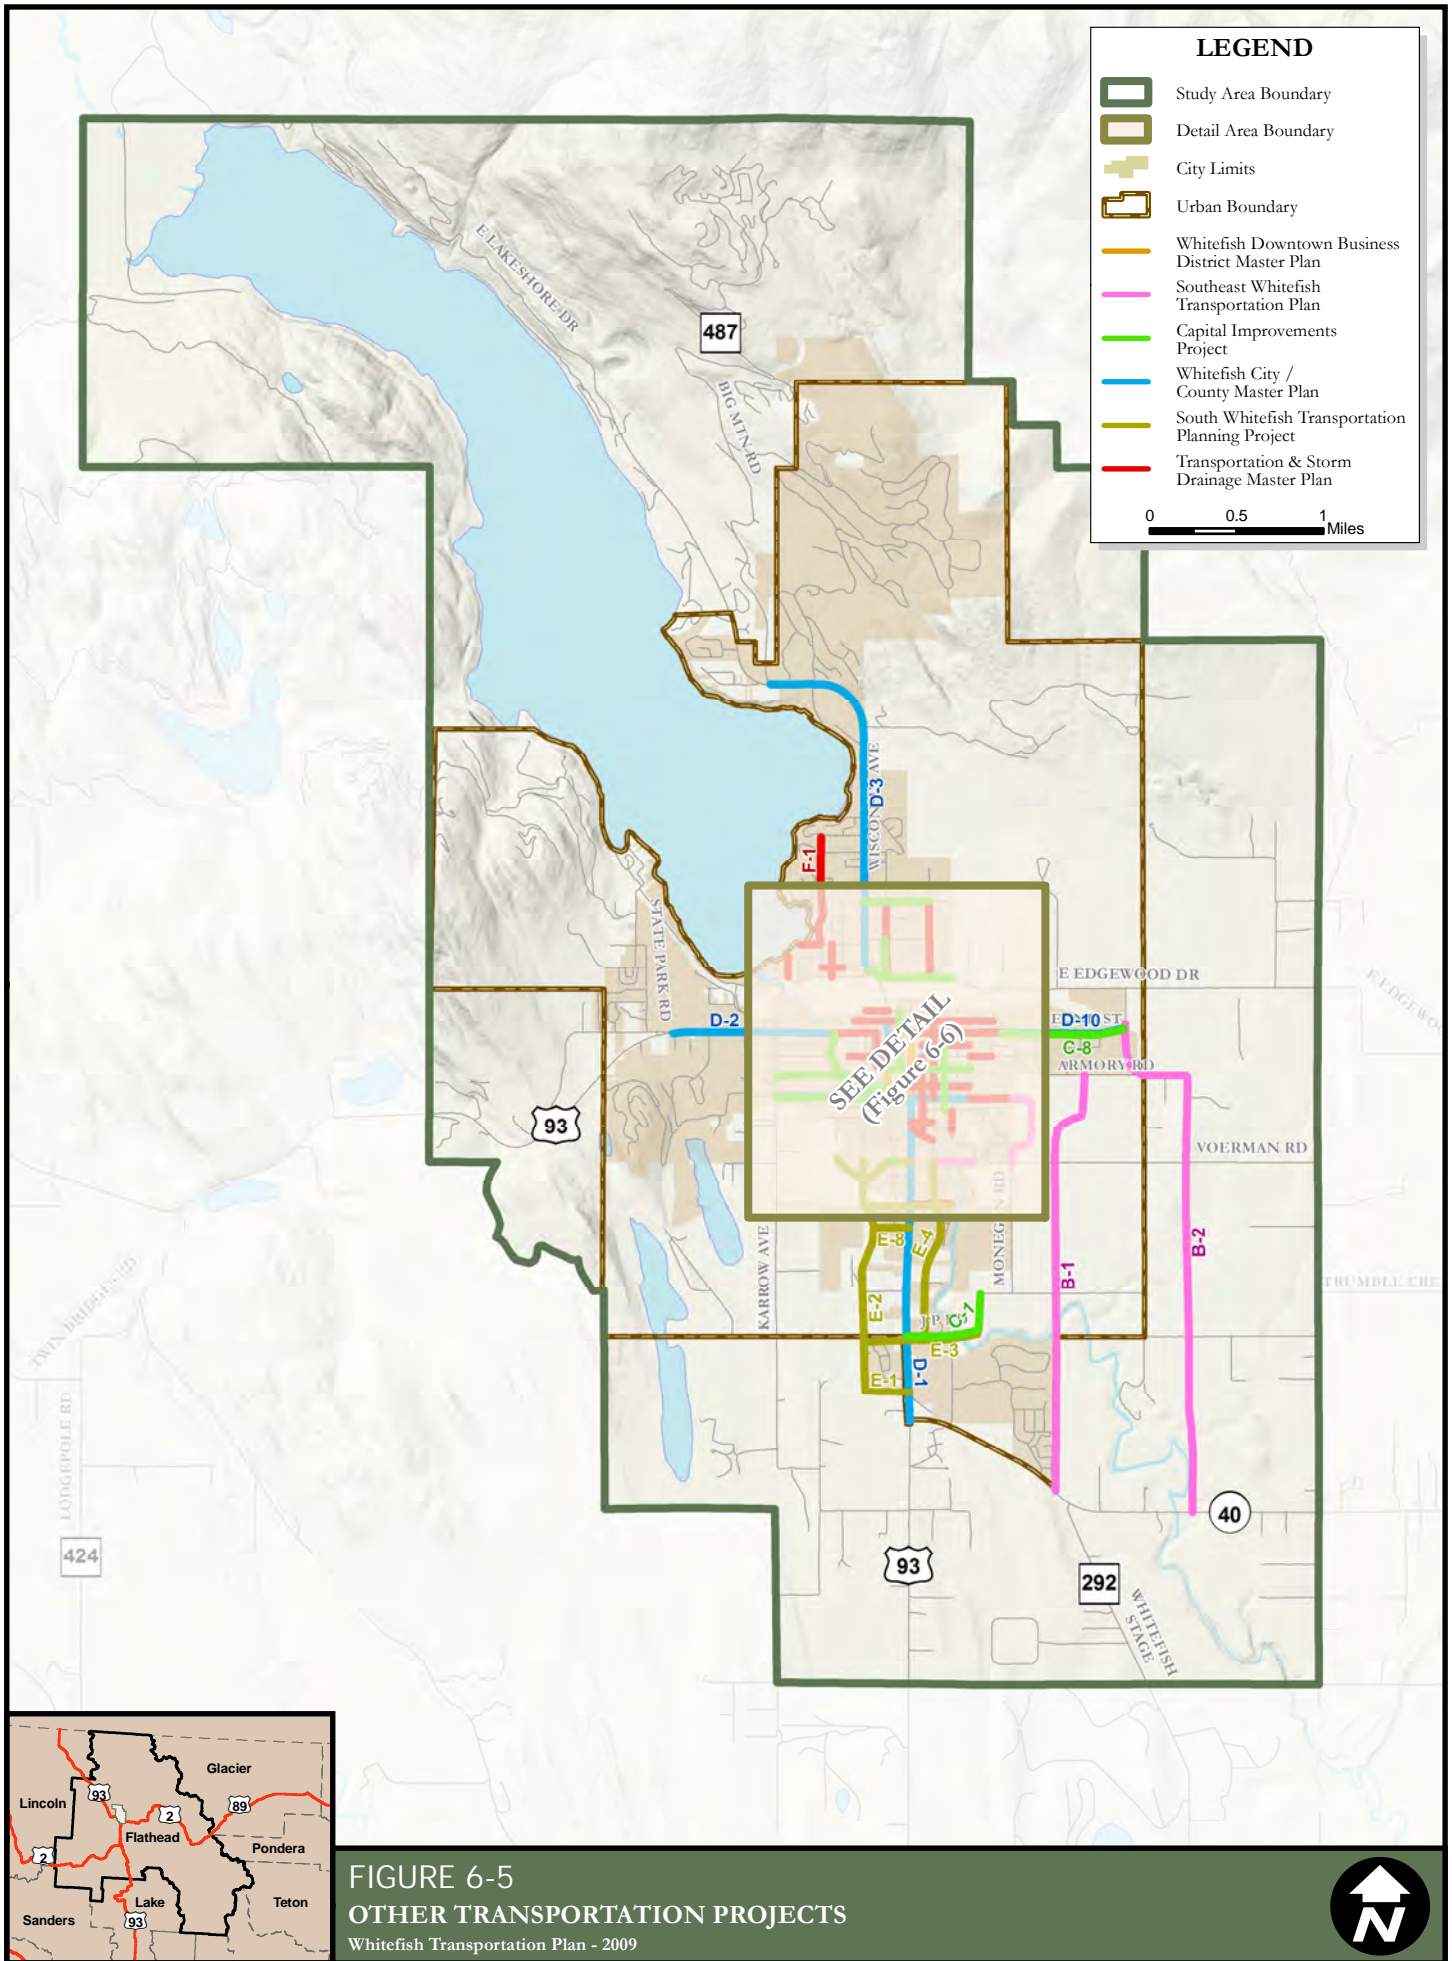 LEGEND
Study Area Boundary
Detail Area Boundary
City Limits
Urban Boundary
Whitefish Downtown Business
District Master Plan
Southeast Whitefish
Transportation Plan
Capital Improvements
Project
Whitefish City /
County Master Plan
South Whitefish Transportation
Planning Project
Transportation & Storm
Drainage Master Plan
0 0.5 1
Miles
E LAKESHORE DR
487
BIG MTN RD
WISCONSIN AVE
D-3
F-1
STATE PARK RD
E EDGEWOOD DR
D-2
D-10
C-8
ARMORY RD
SEE DETAIL
(Figure 6-6)
93
VOERMAN RD
MONEGAN RD
KARROW AVE
E-8
E-4
B-2
B-1
E-2
C-7
E-3
D-1
E-1
TWIN BRIDGES RD
LODGEPOLE RD
424
40
93
292
WHITEFISH
STAGE
Glacier
Lincoln
93
89
2
Flathead
2
Pondera
Lake
Teton
Sanders
93
FIGURE 6-5
OTHER TRANSPORTATION PROJECTS
Whitefish Transportation Plan - 2009
N